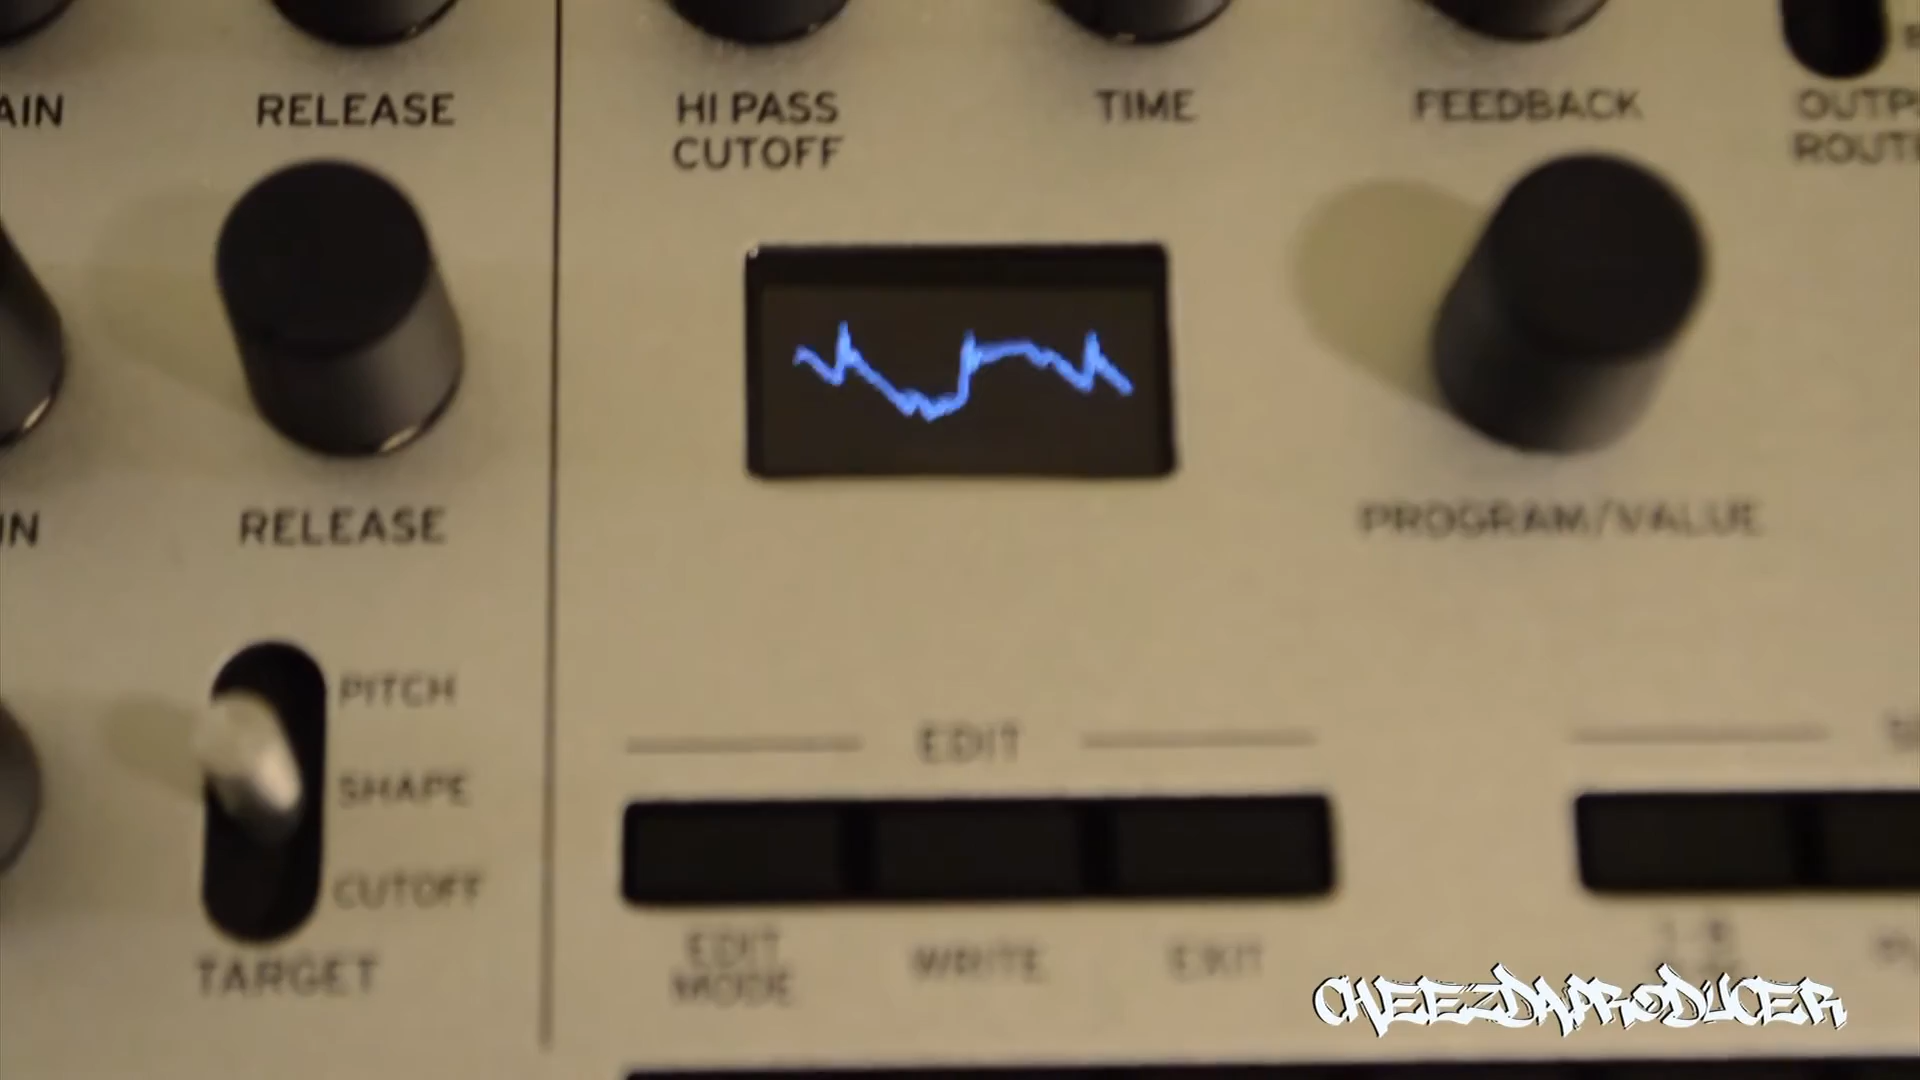 AIN
RELEASE
HI PASS
CUTOFF
TIME
FEEDBACK
RELEASE
PROGRAM/VALUE
PITCH
SHAPE
CUTOFF
TARGET
EDIT
EDIT
MODE
WRITE
EXIT
CHEEZDAPRODUCER